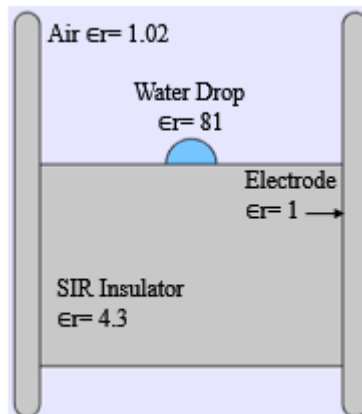 Air ∈r= 1.02
Water Drop
∈r= 81
Electrode
∈r= 1
SIR Insulator
∈r= 4.3